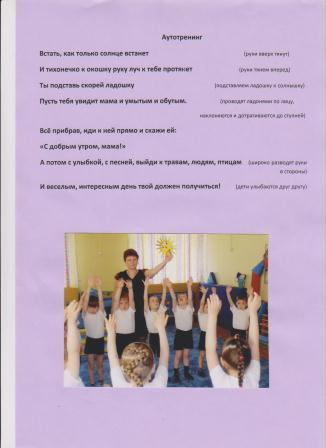 Аутотренинг
Встать, как только солнце встанет (руки вверх тянут)
И тихонечко к окошку руку луч к тебе протянет (руки тянем вперед)
Ты подставь скорей ладошку (подставляем ладошку к солнышку)
Пусть тебя увидит мама и умытым и обутым. (проводят ладонями по лицу,
наклоняются и дотрагиваются до ступней)
Всё прибрав, иди к ней прямо и скажи ей:
«С добрым утром, мама!»
А потом с улыбкой, с песней, выйди к травам, людям, птицам (широко разводят руки
в стороны)
И веселым, интересным день твой должен получиться! (дети улыбаются друг другу)